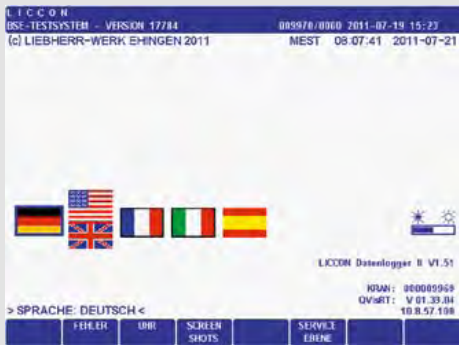 LICCON
BSE-TESTSYSTEM - VERSION 17784 009970/0060 2011-07-19 15:23
(c) LIEBHERR-WERK EHINGEN 2011 MEST 08:07:41 2011-07-21
LICCON Datenlogger II V1.51
KRAN: 000009969
QVisRT: V 01.33.04
> SPRACHE: DEUTSCH < 10.8.57.108
FEHLER UHR SCREEN SHOTS SERVICE EBENE